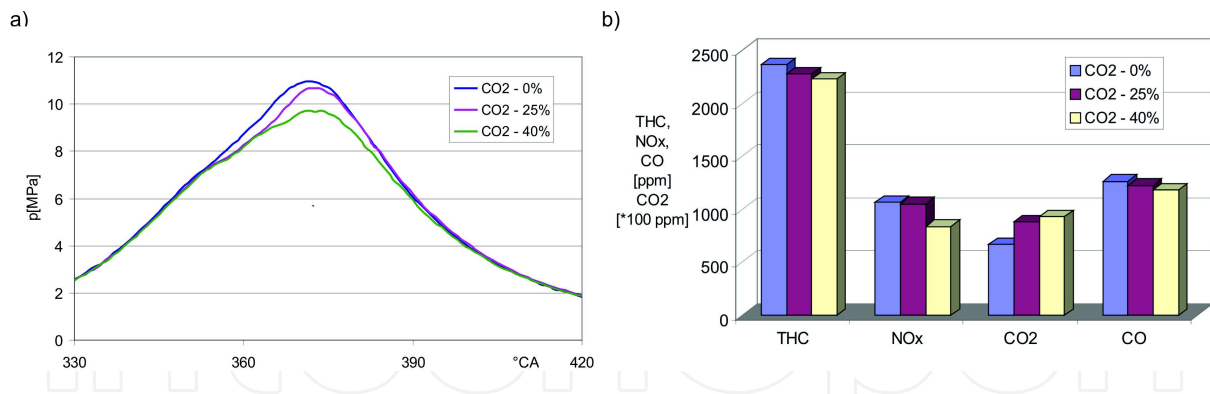 a)
12
10
8
6
4
2
0
p[MPa]
CO2 - 0%
CO2 - 25%
CO2 - 40%
330
360
390
°CA
420
b)
2500
2000
1500
1000
500
0
THC,
NOx,
CO
[ppm]
CO2
[*100 ppm]
CO2 - 0%
CO2 - 25%
CO2 - 40%
THC
NOx
CO2
CO